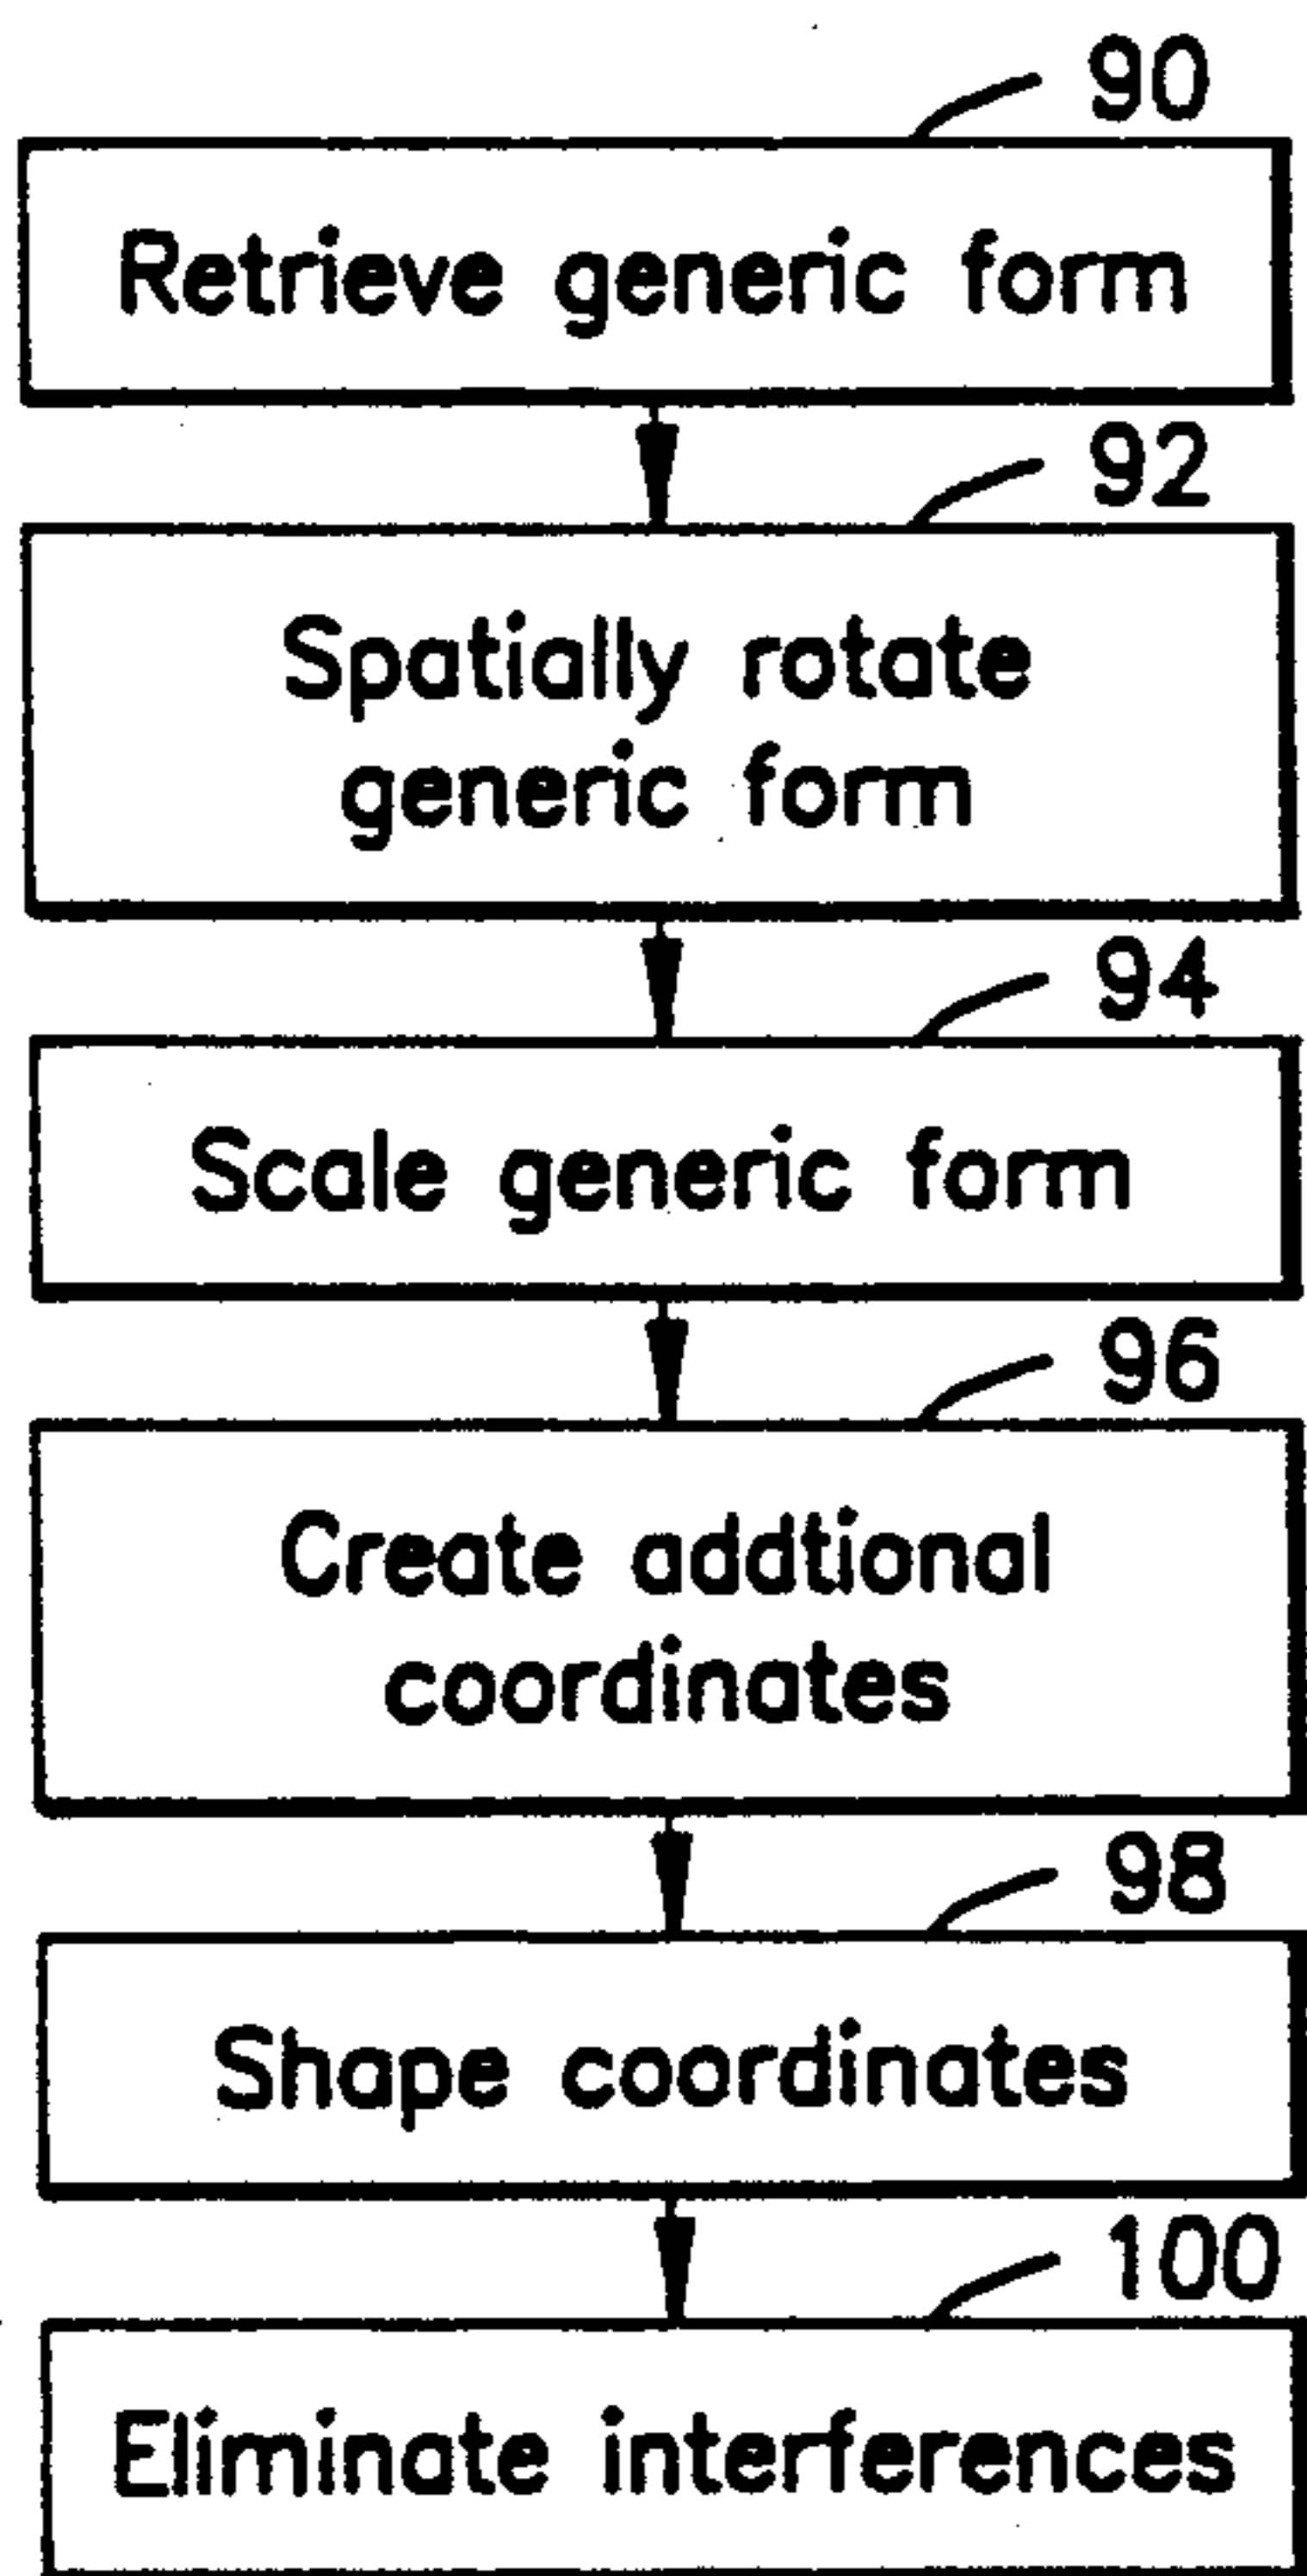 90
Retrieve generic form
92
Spatially rotate
generic form
94
Scale generic form
96
Create addtional
coordinates
98
Shape coordinates
100
Eliminate interferences